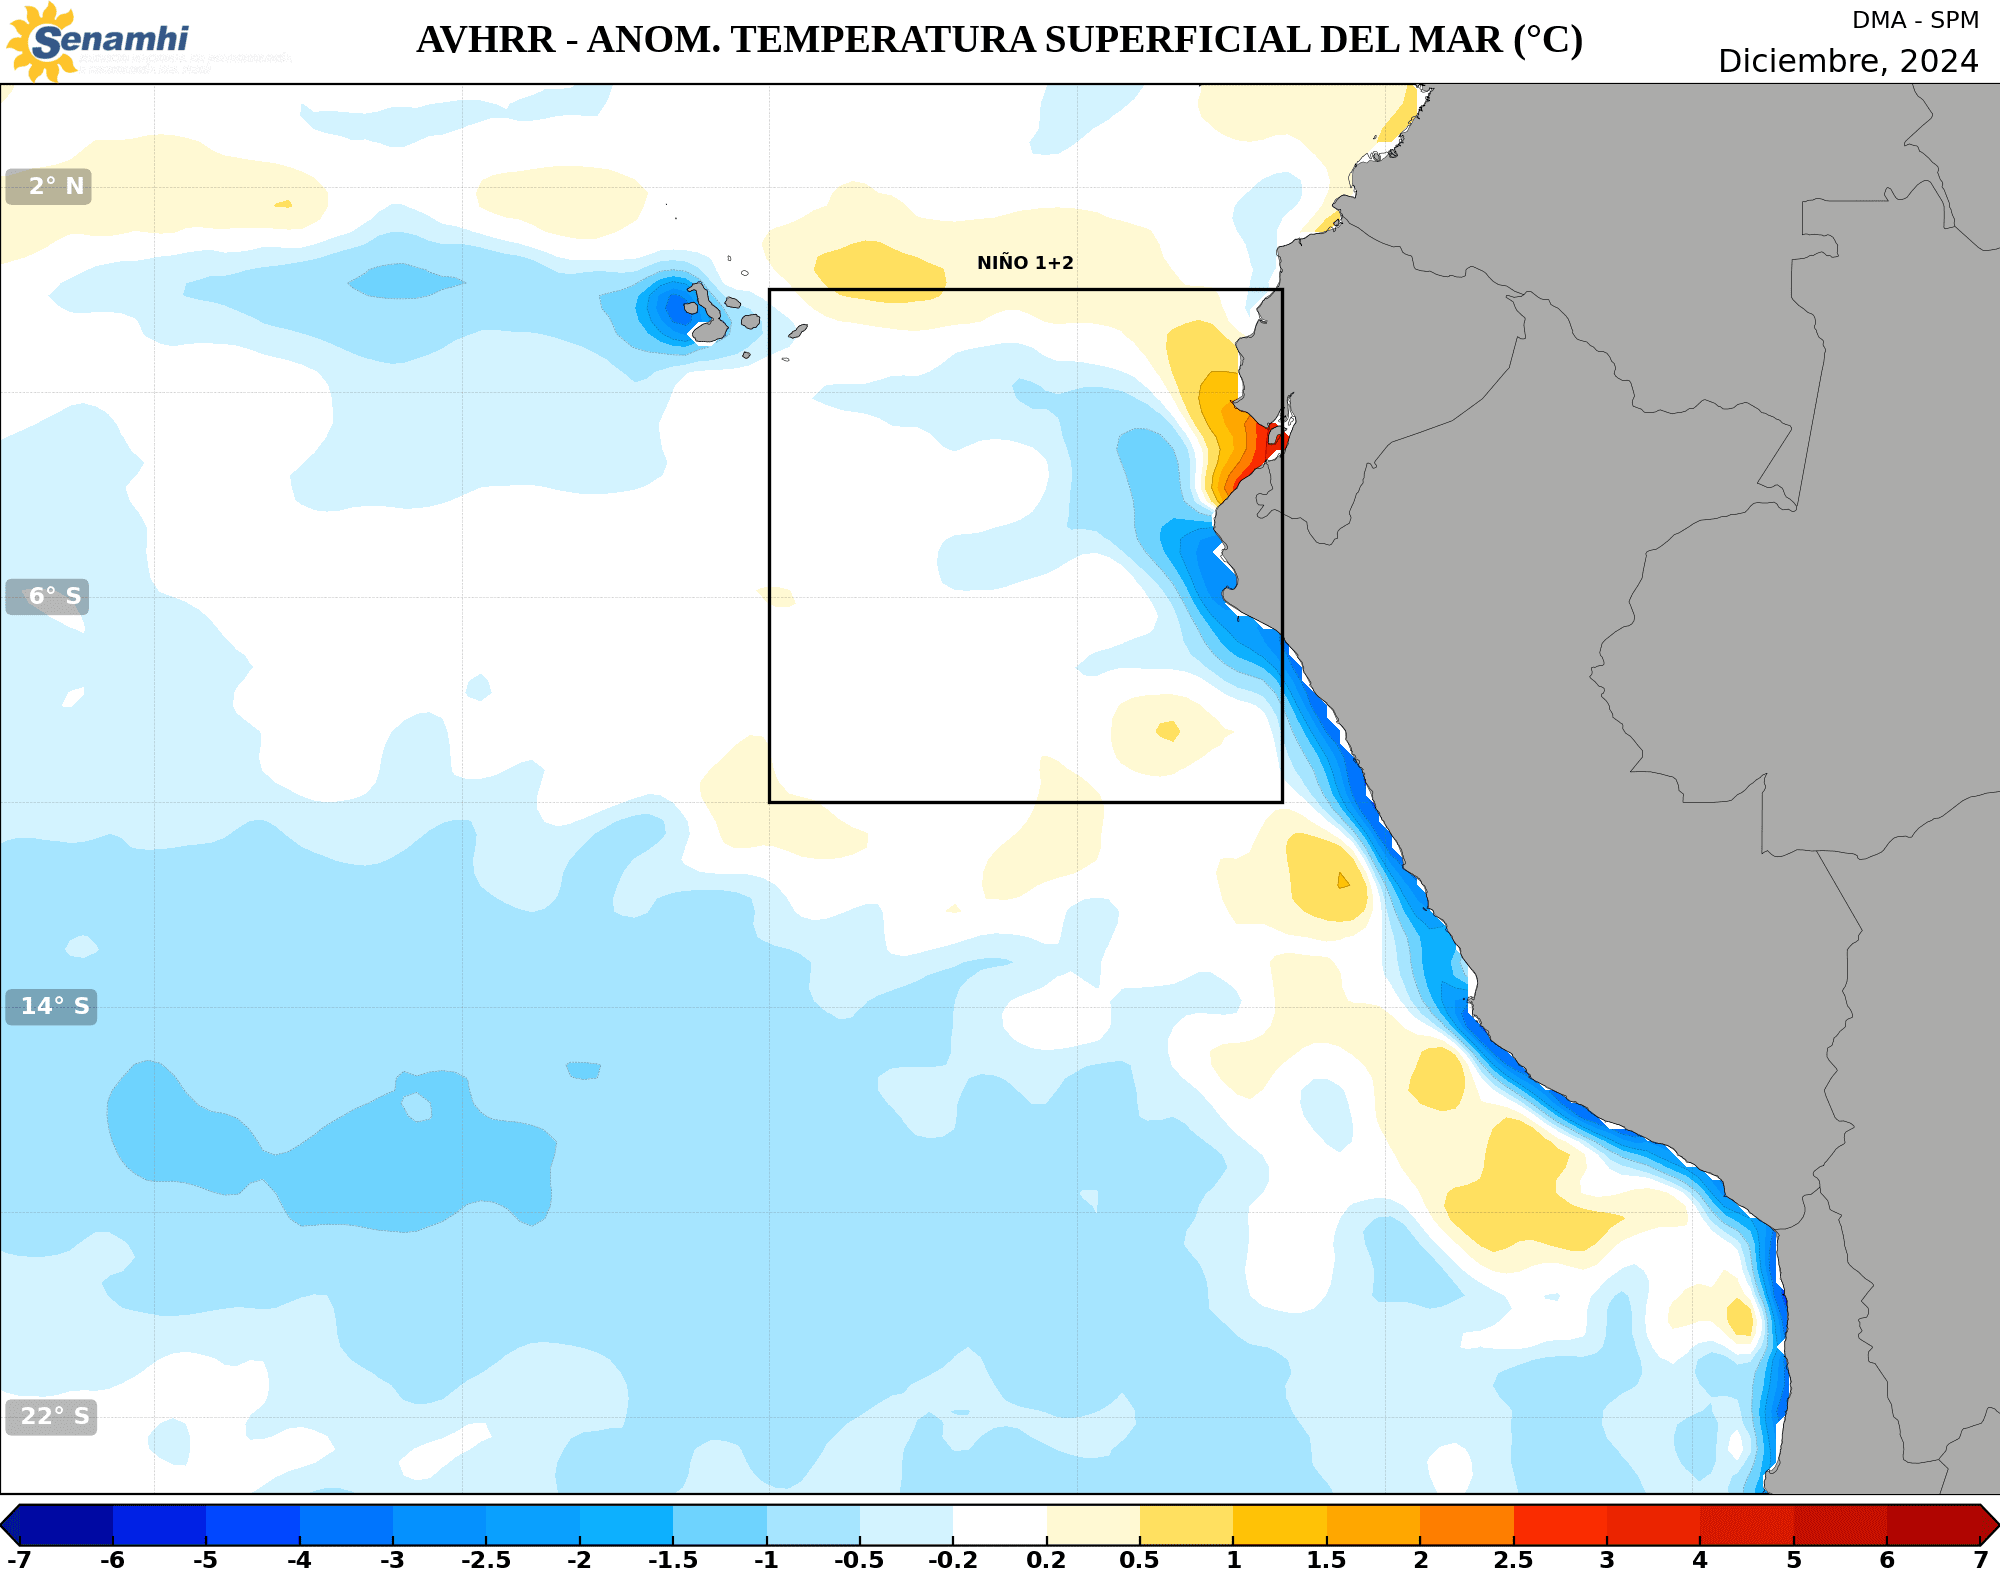 Senamhi
AVHRR - ANOM. TEMPERATURA SUPERFICIAL DEL MAR (°C)
DMA - SPM
Diciembre, 2024
2° N
NIÑO 1+2
6° S
14° S
22° S
-7 -6 -5 -4 -3 -2.5 -2 -1.5 -1 -0.5 -0.2 0.2 0.5 1 1.5 2 2.5 3 4 5 6 7